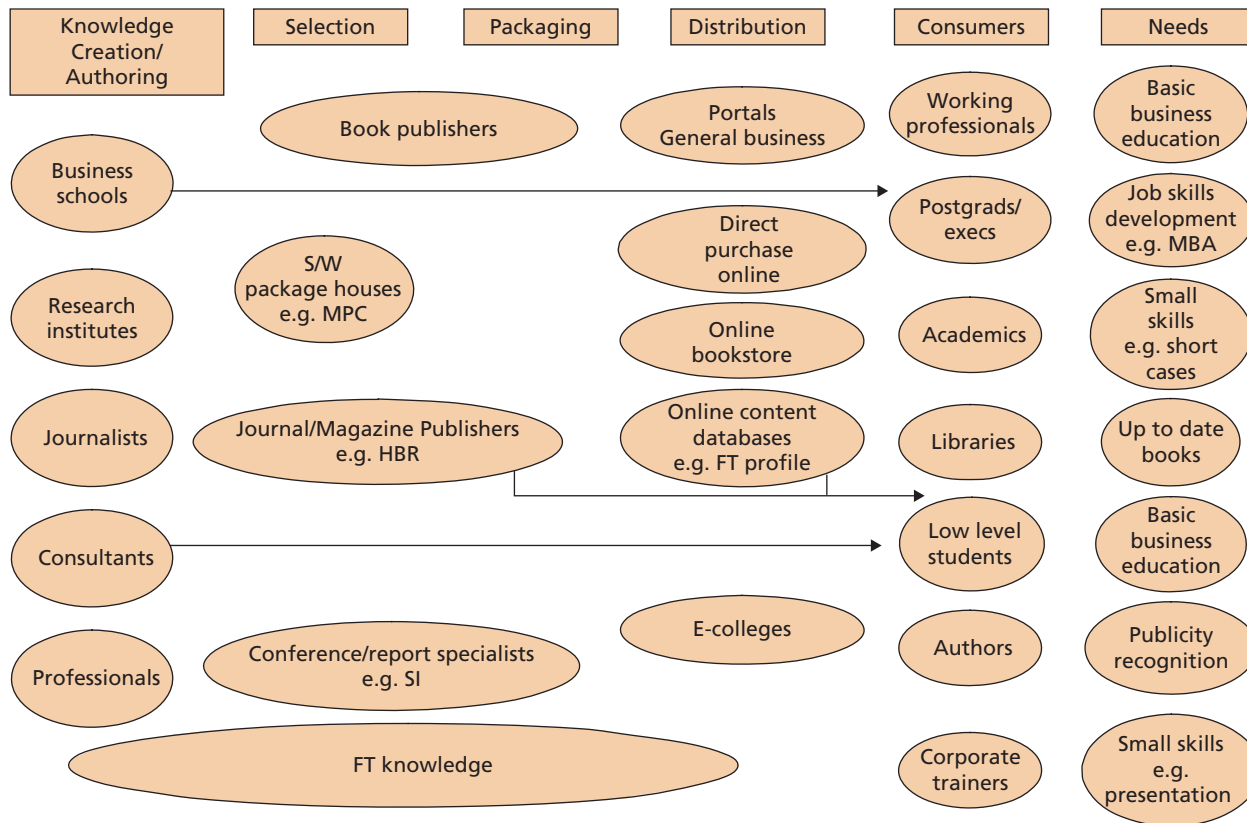 Knowledge
Creation/
Authoring
Selection
Packaging
Distribution
Consumers
Needs
Business
schools
Research
institutes
Journalists
Consultants
Professionals
Book publishers
S/W
package houses
e.g. MPC
Journal/Magazine Publishers
e.g. HBR
Conference/report specialists
e.g. SI
FT knowledge
Portals
General business
Direct
purchase
online
Online
bookstore
Online content
databases
e.g. FT profile
E-colleges
Working
professionals
Postgrads/
execs
Academics
Libraries
Low level
students
Authors
Corporate
trainers
Basic
business
education
Job skills
development
e.g. MBA
Small
skills
e.g. short
cases
Up to date
books
Basic
business
education
Publicity
recognition
Small skills
e.g.
presentation